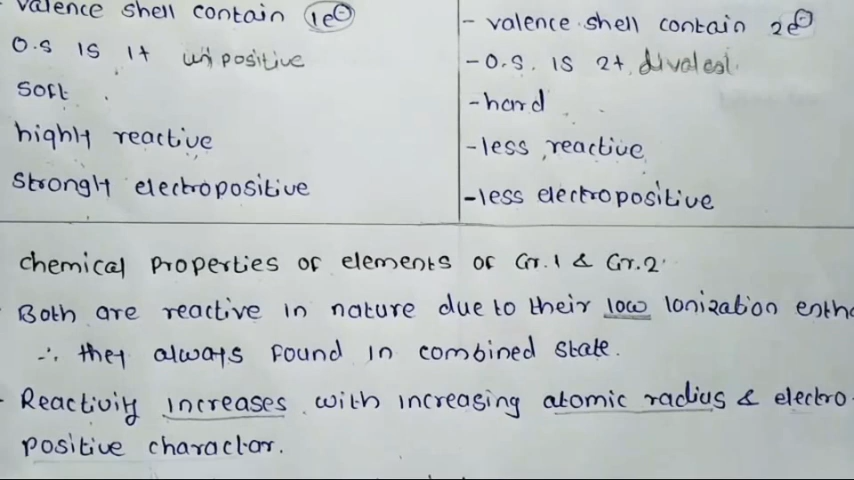 valence shell contain 1e⊖
O.S IS 1+ unipositive
soft
highly reactive
strongly electropositive
- valence shell contain 2e⊖
- O.S. IS 2+
- hard
- less reactive
- less electropositive
chemical properties of elements of Gr.1 & Gr.2
Both are reactive in nature due to their low Ionization entha
∴ they always found in combined state.
- Reactivity increases with increasing atomic radius & electro-
positive charactor.